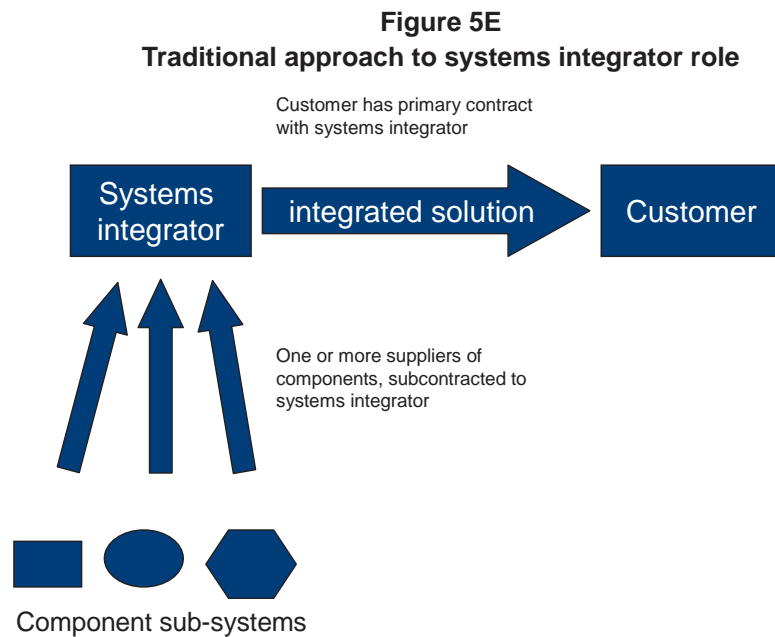 Figure 5E
Traditional approach to systems integrator role
Customer has primary contract
with systems integrator
Systems
integrator
integrated solution
Customer
One or more suppliers of
components, subcontracted to
systems integrator
Component sub-systems